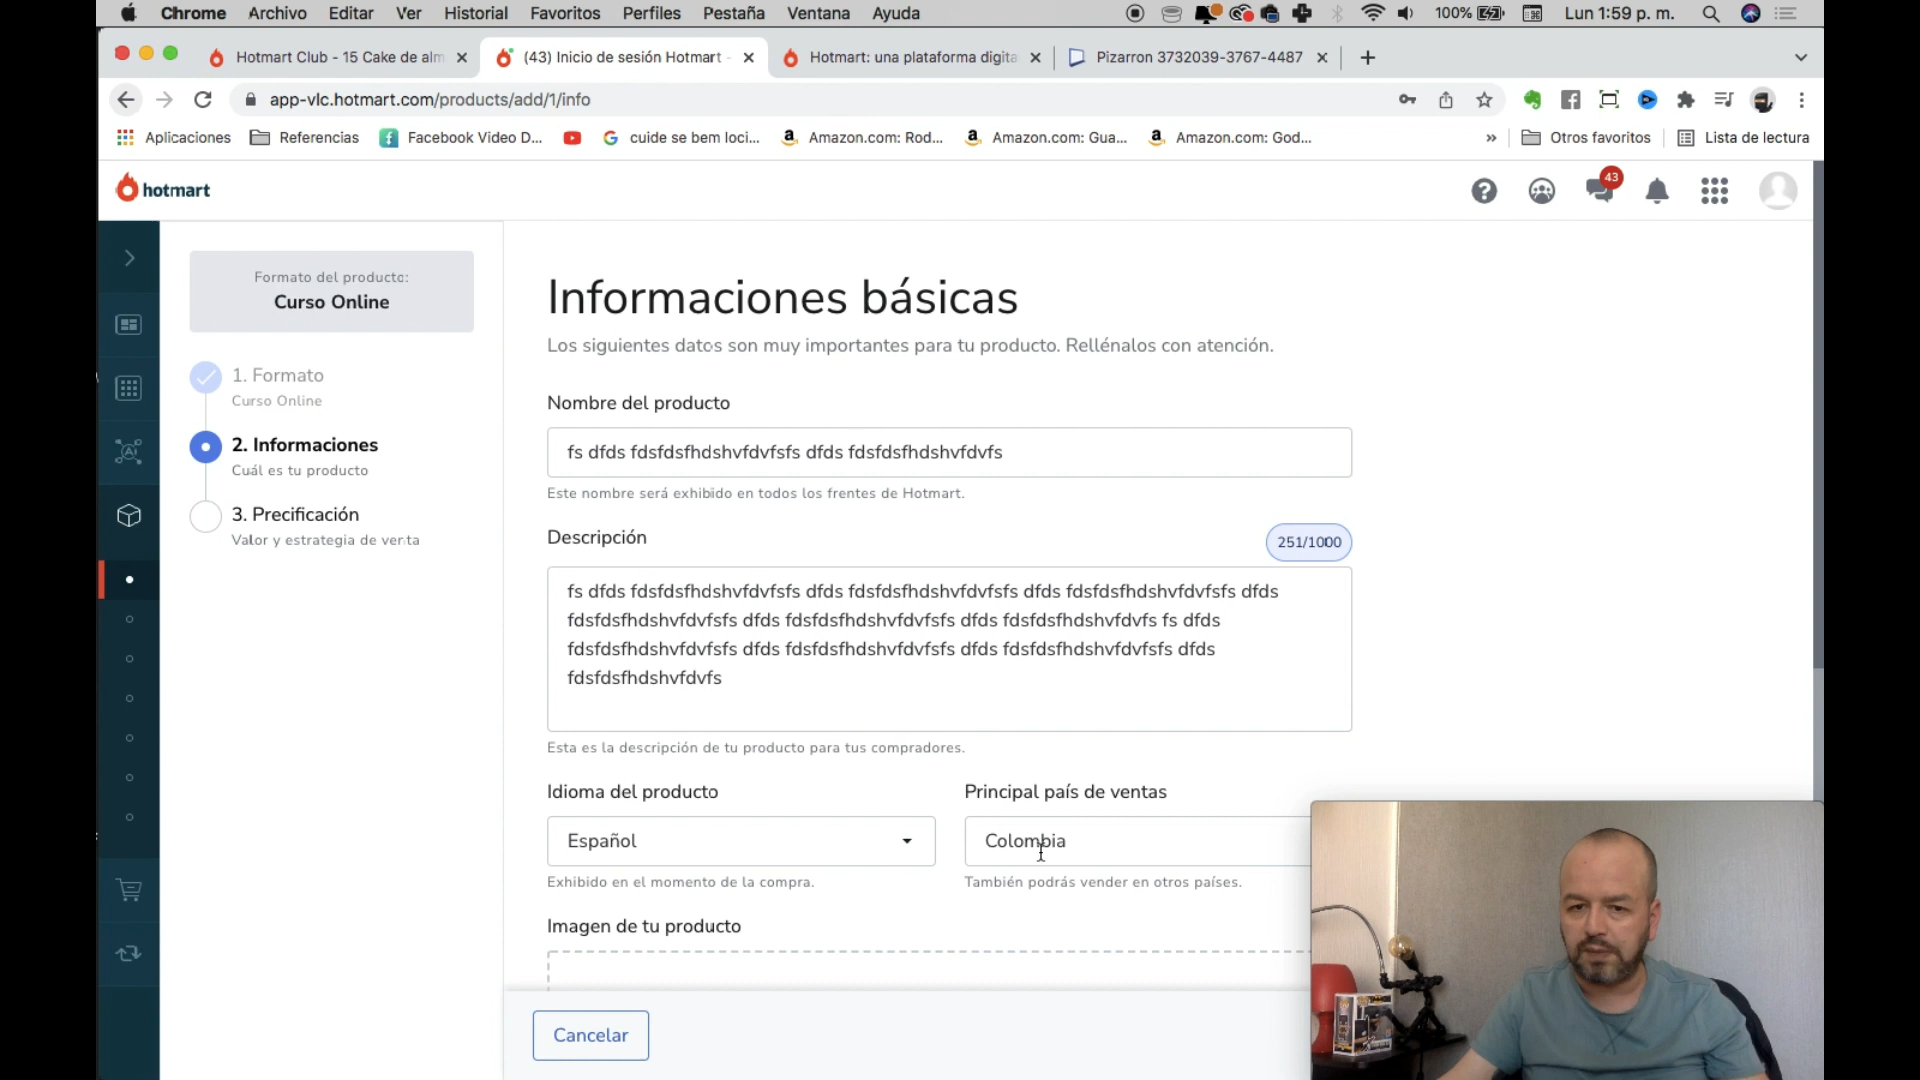 Chrome Archivo Editar Ver Historial Favoritos Perfiles Pestaña Ventana Ayuda 100% Lun 1:59 p. m.
Hotmart Club - 15 Cake de alm (43) Inicio de sesión Hotmart - Hotmart: una plataforma digita Pizarron 3732039-3767-4487
app-vlc.hotmart.com/products/add/1/info
Aplicaciones Referencias Facebook Video D... cuide se bem loci... Amazon.com: Rod... Amazon.com: Gua... Amazon.com: God... » Otros favoritos Lista de lectura
hotmart 43
Formato del producto:
Curso Online
1. Formato
Curso Online
2. Informaciones
Cuál es tu producto
3. Precificación
Valor y estrategia de venta
AI
Informaciones básicas
Los siguientes datos son muy importantes para tu producto. Rellénalos con atención.
Nombre del producto
fs dfds fdsfdsfhdshvfdvfsfs dfds fdsfdsfhdshvfdvfs
Este nombre será exhibido en todos los frentes de Hotmart.
Descripción 251/1000
fs dfds fdsfdsfhdshvfdvfsfs dfds fdsfdsfhdshvfdvfsfs dfds fdsfdsfhdshvfdvfsfs dfds
fdsfdsfhdshvfdvfsfs dfds fdsfdsfhdshvfdvfsfs dfds fdsfdsfhdshvfdvfs fs dfds
fdsfdsfhdshvfdvfsfs dfds fdsfdsfhdshvfdvfsfs dfds fdsfdsfhdshvfdvfsfs dfds
fdsfdsfhdshvfdvfs
Esta es la descripción de tu producto para tus compradores.
Idioma del producto Principal país de ventas
Español Colombia
Exhibido en el momento de la compra. También podrás vender en otros países.
Imagen de tu producto
Cancelar